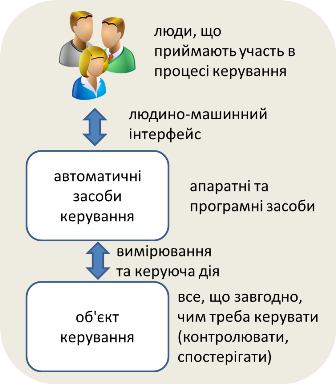 люди, що
приймають участь в
процесі керування
людино-машинний
інтерфейс
автоматичні
засоби
керування
апаратні та
програмні засоби
вимірювання
та керуюча дія
об'єкт
керування
все, що завгодно,
чим треба керувати
(контролювати,
спостерігати)